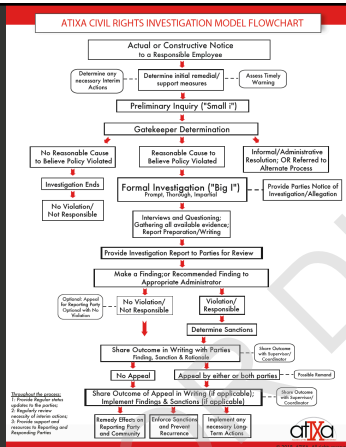 ATIXA CIVIL RIGHTS INVESTIGATION MODEL FLOWCHART
Actual or Constructive Notice
to a Responsible Employee
Determine any
necessary Interim
Actions
Determine initial remedial/
support measures
Assess Timely
Warning
Preliminary Inquiry ("Small i")
Gatekeeper Determination
No Reasonable Cause
to Believe Policy Violated
Reasonable Cause to
Believe Policy Violated
Informal/Administrative
Resolution; OR Referred to
Alternate Process
Investigation Ends
Formal Investigation ("Big I")
Prompt, Thorough, Impartial
Provide Parties Notice of
Investigation/Allegation
No Violation/
Not Responsible
Interviews and Questioning;
Gathering all available evidence;
Report Preparation/Writing
Provide Investigation Report to Parties for Review
Make a Finding; or Recommended Finding to
Appropriate Administrator
Optional: Appeal
for Reporting Party
Optional with No
Violation
No Violation/
Not Responsible
Violation/
Responsible
Determine Sanctions
Share Outcome in Writing with Parties
Finding, Sanction & Rationale
Share Outcome
with Supervisor/
Coordinator
No Appeal
Appeal by either or both parties
Possible Remand
Share Outcome of Appeal in Writing (if applicable);
Implement Findings & Sanctions (if applicable)
Share Outcome
with Supervisor/
Coordinator
Throughout the process:
1: Provide Regular status
updates to the parties;
2: Regularly review
necessity of interim actions;
3: Provide support and
resources to Reporting and
Responding Parties
Remedy Effects on
Reporting Party
and Community
Enforce Sanctions
and Prevent
Recurrence
Implement any
necessary Long-
Term Actions
atixa